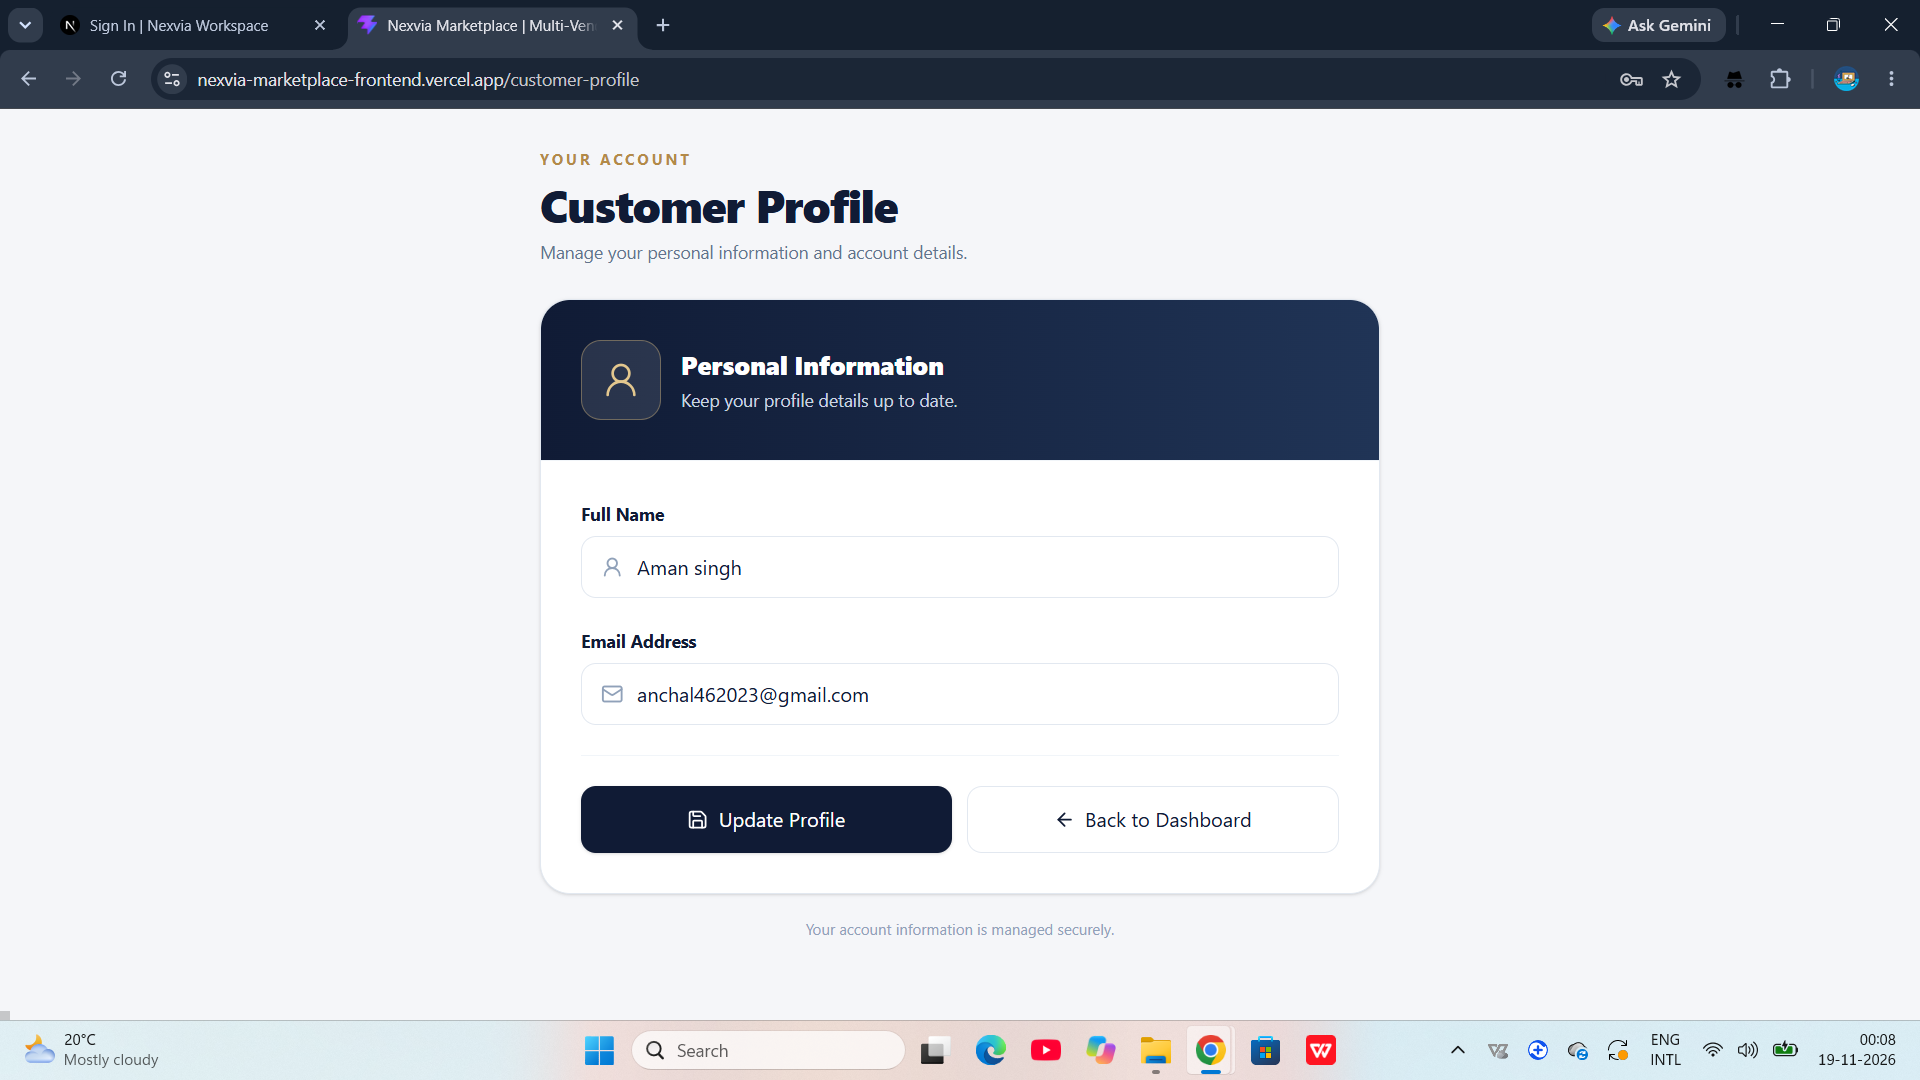 Sign In | Nexvia Workspace
Nexvia Marketplace | Multi-Ven
Ask Gemini
nexvia-marketplace-frontend.vercel.app/customer-profile
YOUR ACCOUNT
Customer Profile
Manage your personal information and account details.
Personal Information
Keep your profile details up to date.
Full Name
Aman singh
Email Address
anchal462023@gmail.com
Update Profile
Back to Dashboard
Your account information is managed securely.
20°C
Mostly cloudy
Search
ENG
INTL
00:08
19-11-2026